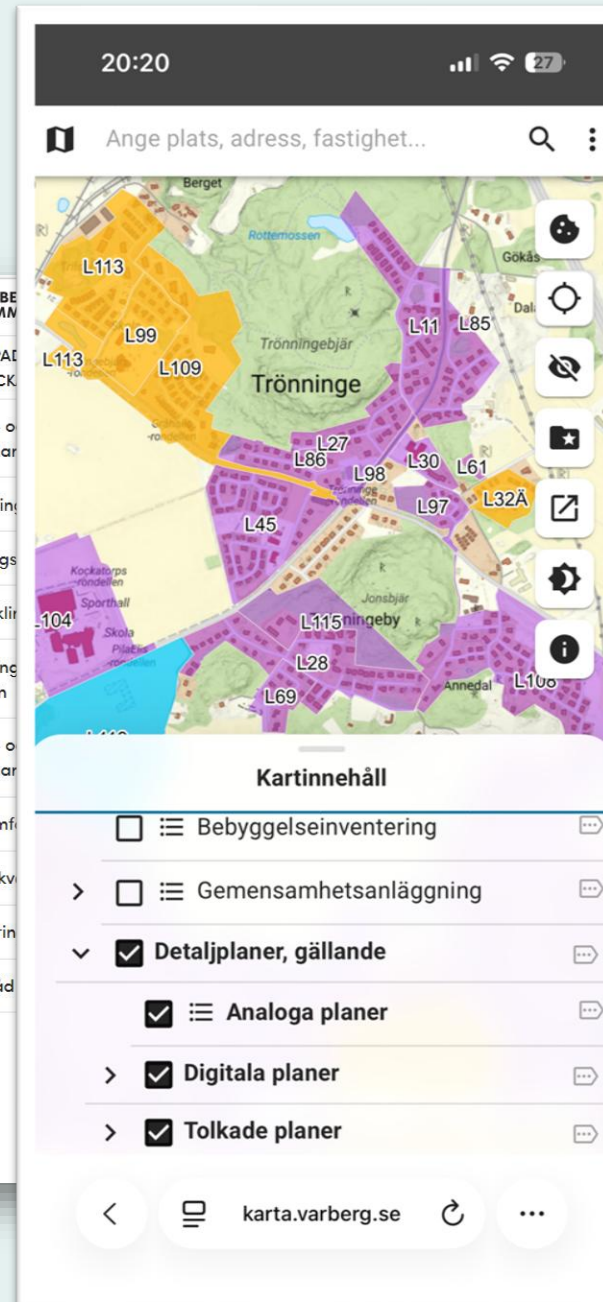 20:20
27
Ange plats, adress, fastighet...
Berget
Rottemossen
Gökås
L113
L11
L85
Dal
L99
Trönningebjär
L113
L109
Trönninge
L27
L86
L98
L30
L61
L97
L32Ä
L45
Kockatorps
-rondellen
Jonsbjär
Sporthall
L104
L115
ningeby
Skola
L28
Annedal
L108
L69
Kartinnehåll
Bebyggelseinventering
Gemensamhetsanläggning
Detaljplaner, gällande
Analoga planer
Digitala planer
Tolkade planer
karta.varberg.se